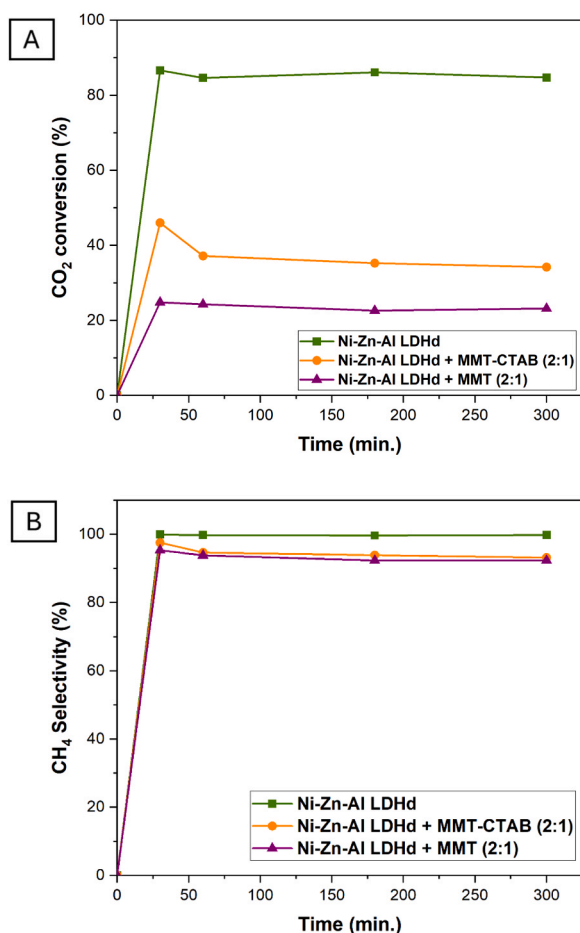 A
CO₂ conversion (%)
100
80
60
40
20
0
Ni-Zn-Al LDHd
Ni-Zn-Al LDHd + MMT-CTAB (2:1)
Ni-Zn-Al LDHd + MMT (2:1)
0 50 100 150 200 250 300
Time (min.)
B
CH₄ Selectivity (%)
100
80
60
40
20
0
Ni-Zn-Al LDHd
Ni-Zn-Al LDHd + MMT-CTAB (2:1)
Ni-Zn-Al LDHd + MMT (2:1)
0 50 100 150 200 250 300
Time (min.)